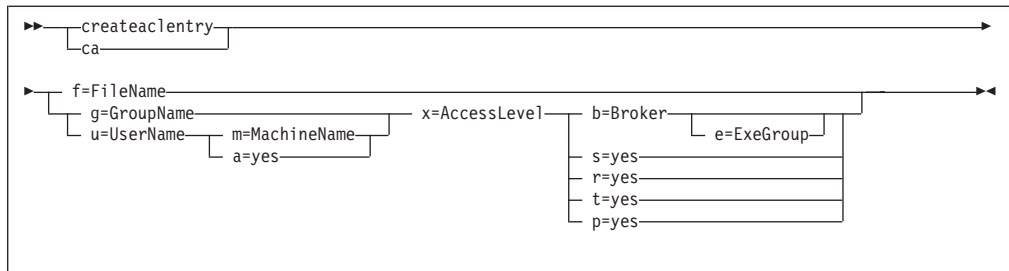 createaclentry
ca
f=FileName
g=GroupName x=AccessLevel b=Broker
u=UserName m=MachineName e=ExeGroup
a=yes s=yes
r=yes
t=yes
p=yes